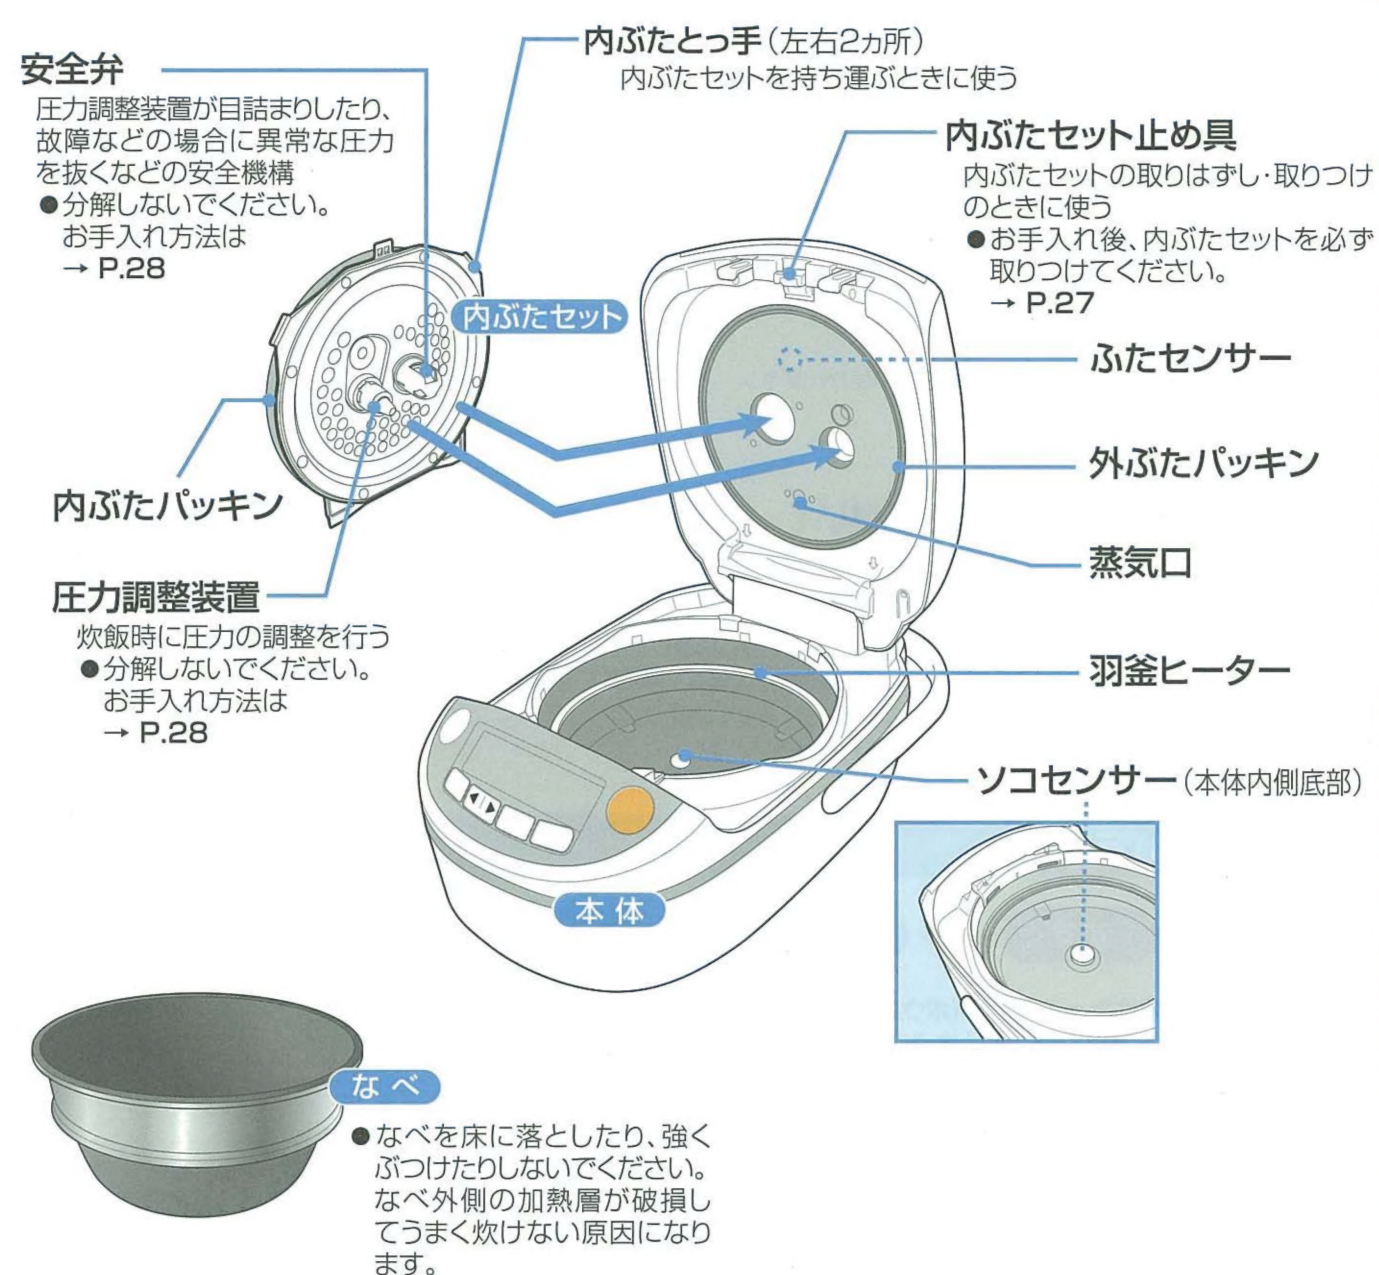 安全弁
圧力調整装置が目詰まりしたり、
故障などの場合に異常な圧力
を抜くなどの安全機構
●分解しないでください。
お手入れ方法は
→ P.28
内ぶたとっ手(左右2ヵ所)
内ぶたセットを持ち運ぶときに使う
内ぶたセット止め具
内ぶたセットの取りはずし・取りつけ
のときに使う
●お手入れ後、内ぶたセットを必ず
取りつけてください。
→ P.27
内ぶたセット
ふたセンサー
外ぶたパッキン
内ぶたパッキン
蒸気口
圧力調整装置
炊飯時に圧力の調整を行う
●分解しないでください。
お手入れ方法は
→ P.28
羽釜ヒーター
ソコセンサー(本体内側底部)
本体
なべ
●なべを床に落としたり、強く
ぶつけたりしないでください。
なべ外側の加熱層が破損し
てうまく炊けない原因になり
ます。